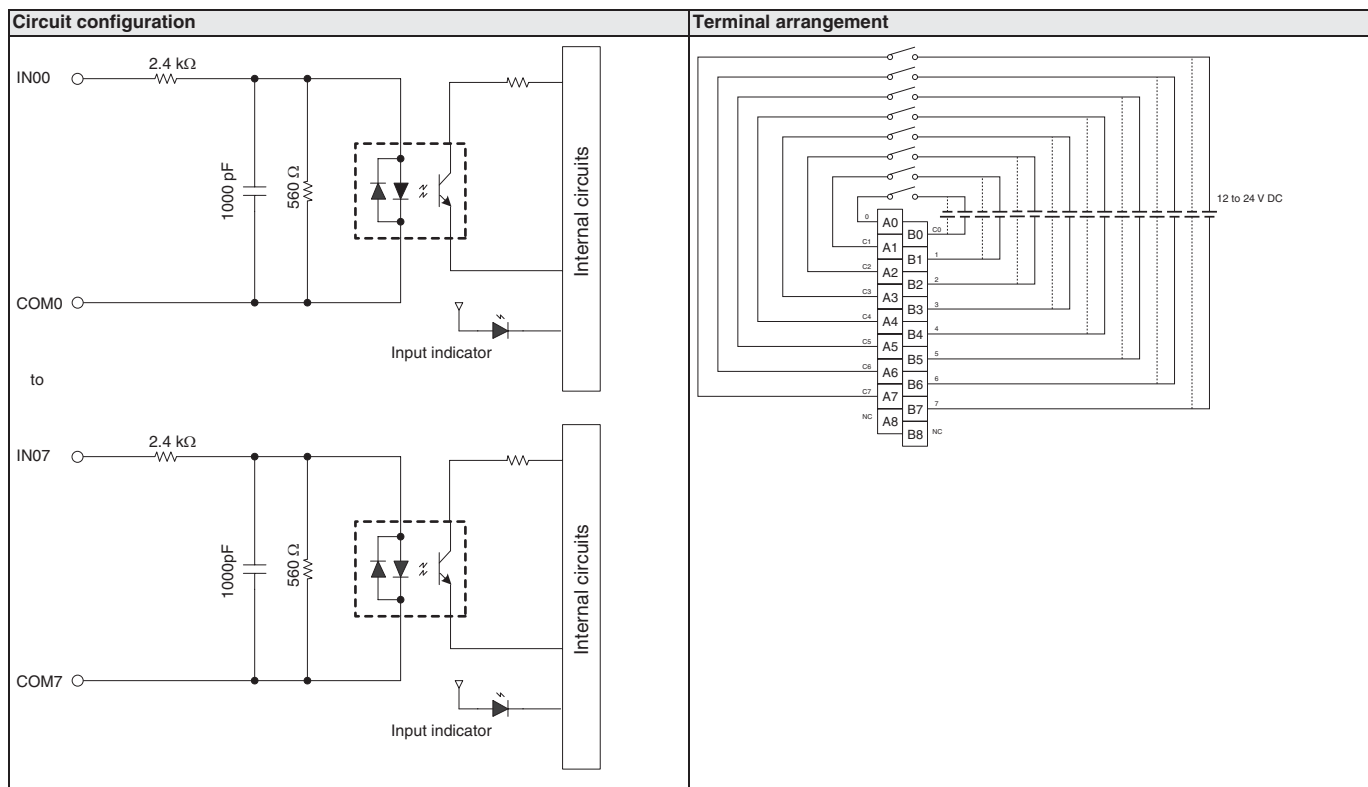 Circuit configuration
IN00
2.4 kΩ
1000 pF
560 Ω
Internal circuits
COM0
Input indicator
to
IN07
2.4 kΩ
1000pF
560 Ω
Internal circuits
COM7
Input indicator
Terminal arrangement
12 to 24 V DC
0 A0
B0 C0
C1 A1
B1 1
C2 A2
B2 2
C3 A3
B3 3
C4 A4
B4 4
C5 A5
B5 5
C6 A6
B6 6
C7 A7
B7 7
NC A8
B8 NC